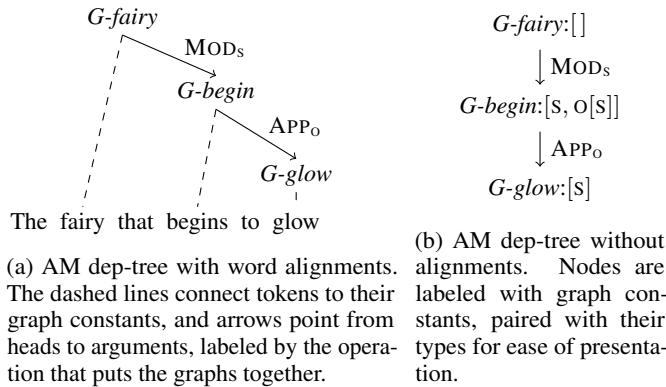 G-fairy
MODS
G-begin
APPO
G-glow
The fairy that begins to glow
(a) AM dep-tree with word alignments.
The dashed lines connect tokens to their
graph constants, and arrows point from
heads to arguments, labeled by the opera-
tion that puts the graphs together.
G-fairy:[ ]
MODS
G-begin:[S, O[S]]
APPO
G-glow:[S]
(b) AM dep-tree without
alignments. Nodes are
labeled with graph con-
stants, paired with their
types for ease of presenta-
tion.